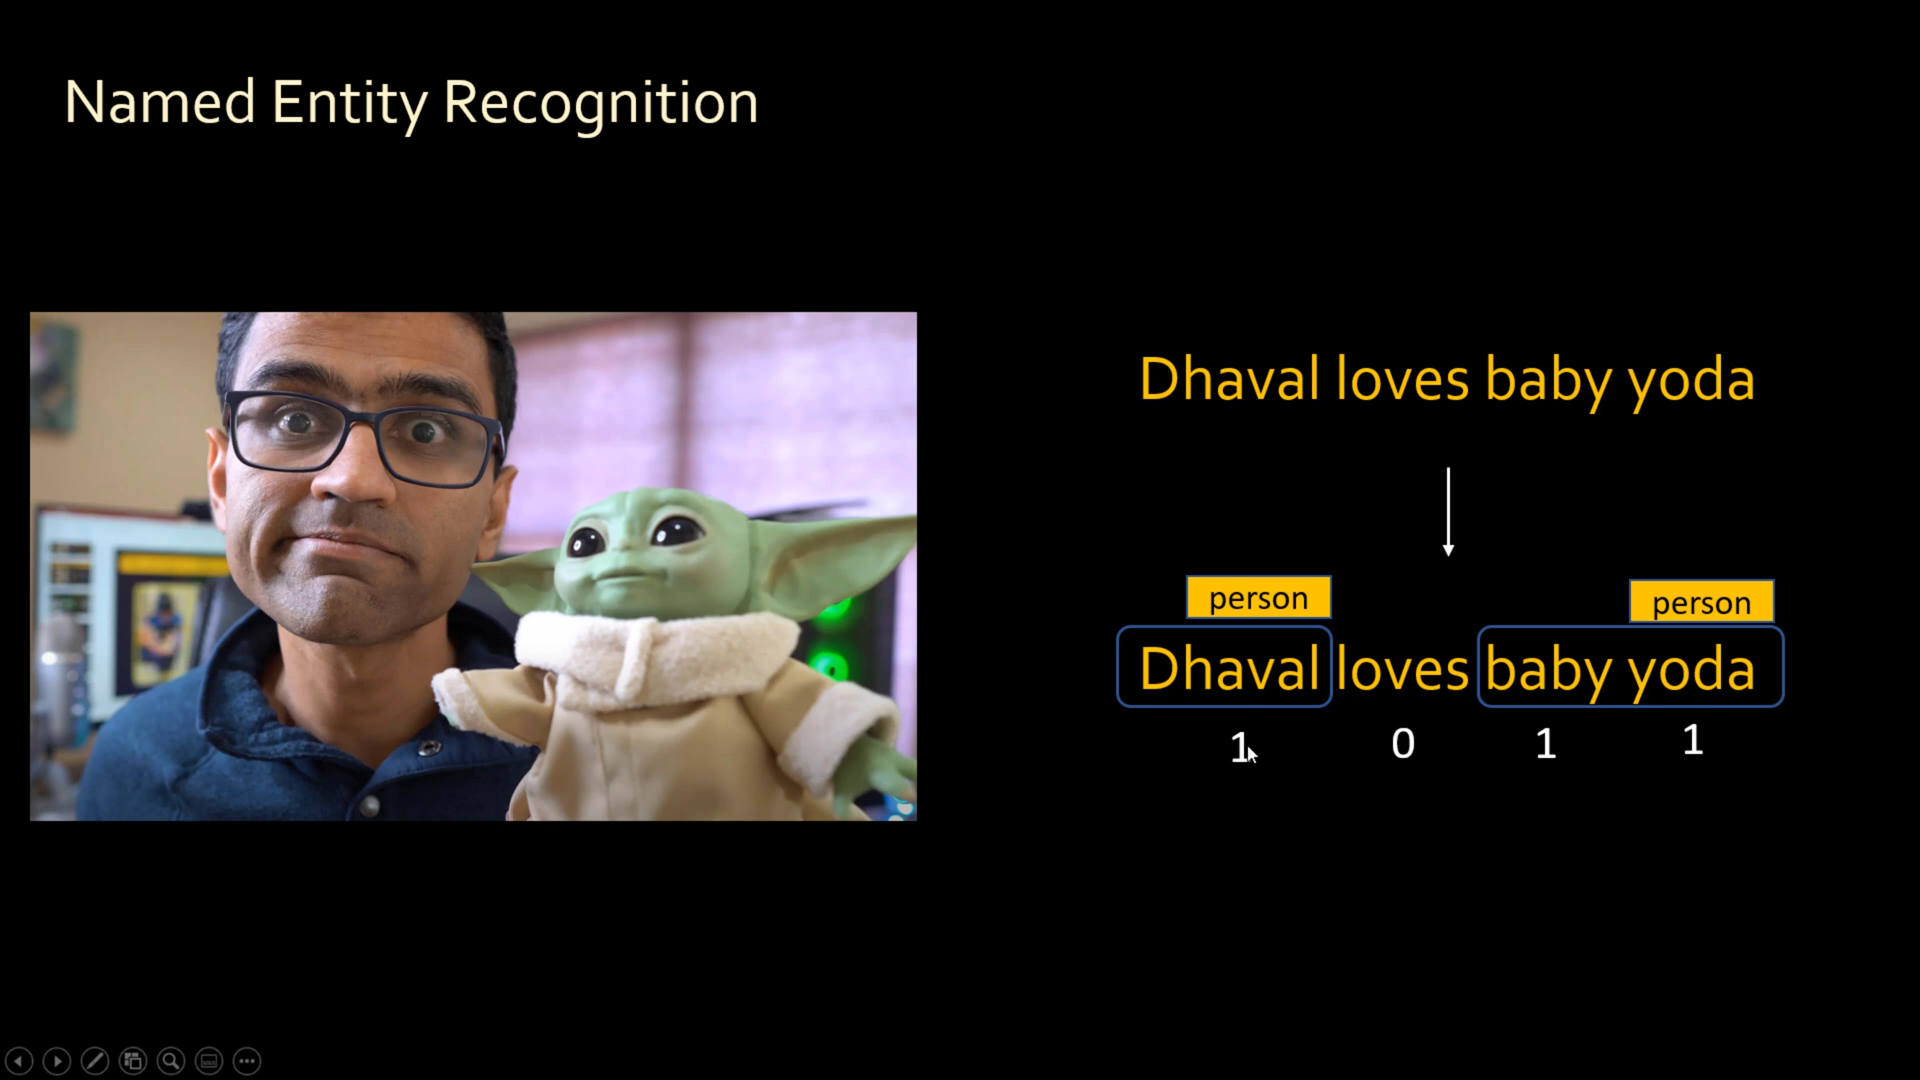 Named Entity Recognition
Dhaval loves baby yoda
person person
Dhaval loves baby yoda
1 0 1 1